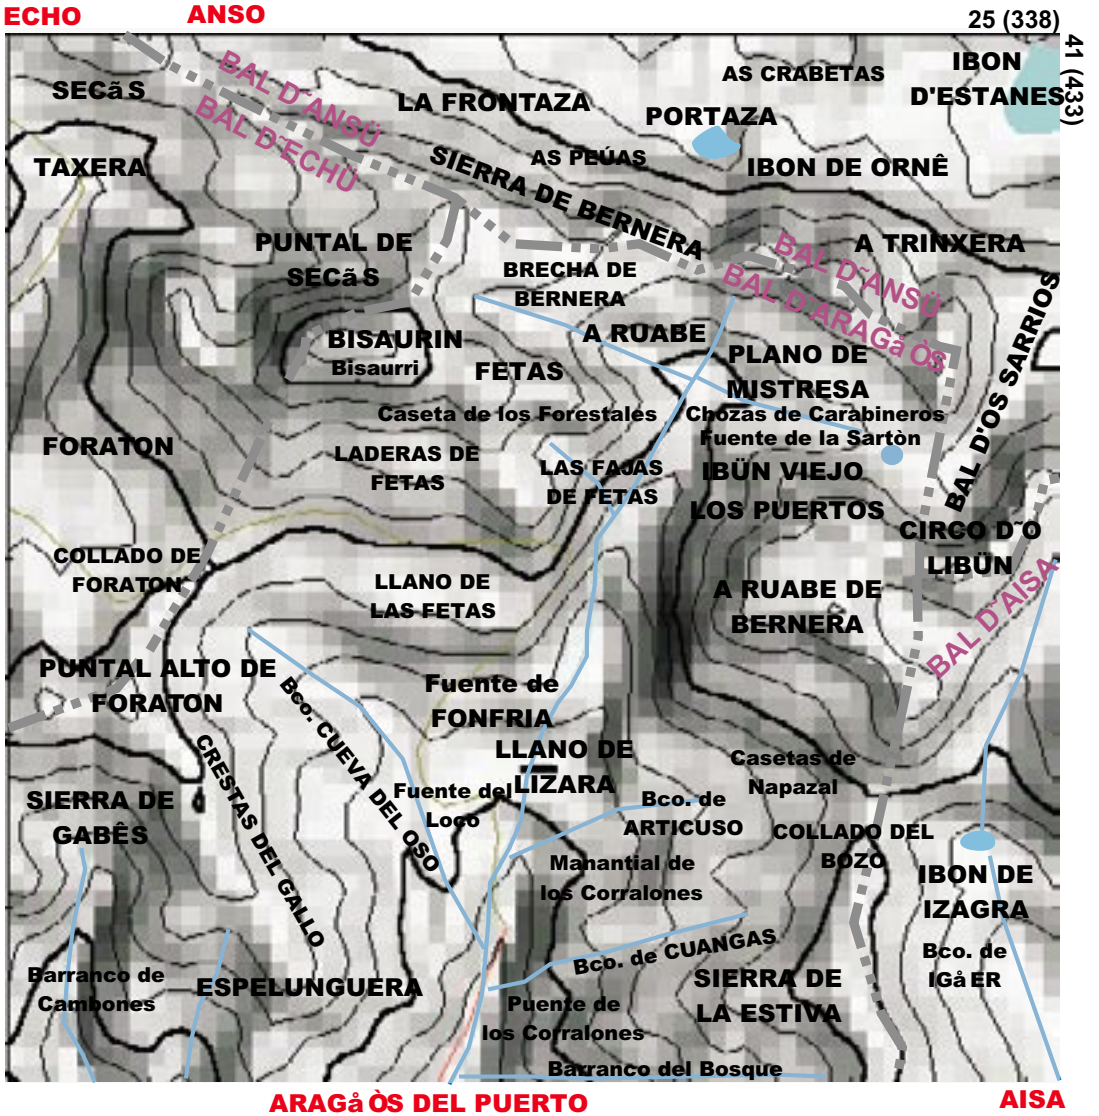 ECHO
ANSO
25 (338)
41 (433)
SECã S
BAL D˜ANSÜ
BAL D˜ECHÜ
LA FRONTAZA
AS CRABETAS
IBON
D'ESTANES
PORTAZA
TAXERA
SIERRA DE BERNERA
AS PEÚAS
IBON DE ORNÊ
PUNTAL DE
SECã S
BRECHA DE
BERNERA
A TRINXERA
BAL D˜ANSÜ
BAL D˜ARAGå ÒS
BISAURIN
Bisaurri
A RUABE
FETAS
PLANO DE
MISTRESA
BAL D'OS SARRIOS
Caseta de los Forestales
Chozas de Carabineros
Fuente de la Sartòn
FORATON
LADERAS DE
FETAS
LAS FAJAS
DE FETAS
IBÜN VIEJO
LOS PUERTOS
CIRCO D˜O
LIBÜN
COLLADO DE
FORATON
LLANO DE
LAS FETAS
A RUABE DE
BERNERA
BAL D˜AISA
PUNTAL ALTO DE
FORATON
Bco. CUEVA DEL OSO
Fuente de
FONFRIA
LLANO DE
LIZARA
Casetas de
Napazal
CRESTAS DEL GALLO
SIERRA DE
GABÊS
Fuente del
Loco
Bco. de
ARTICUSO
COLLADO DEL
BOZO
Manantial de
los Corralones
IBON DE
IZAGRA
Bco. de CUANGAS
Bco. de
IGå ER
Barranco de
Cambones
ESPELUNGUERA
SIERRA DE
LA ESTIVA
Puente de
los Corralones
Barranco del Bosque
ARAGå ÒS DEL PUERTO
AISA